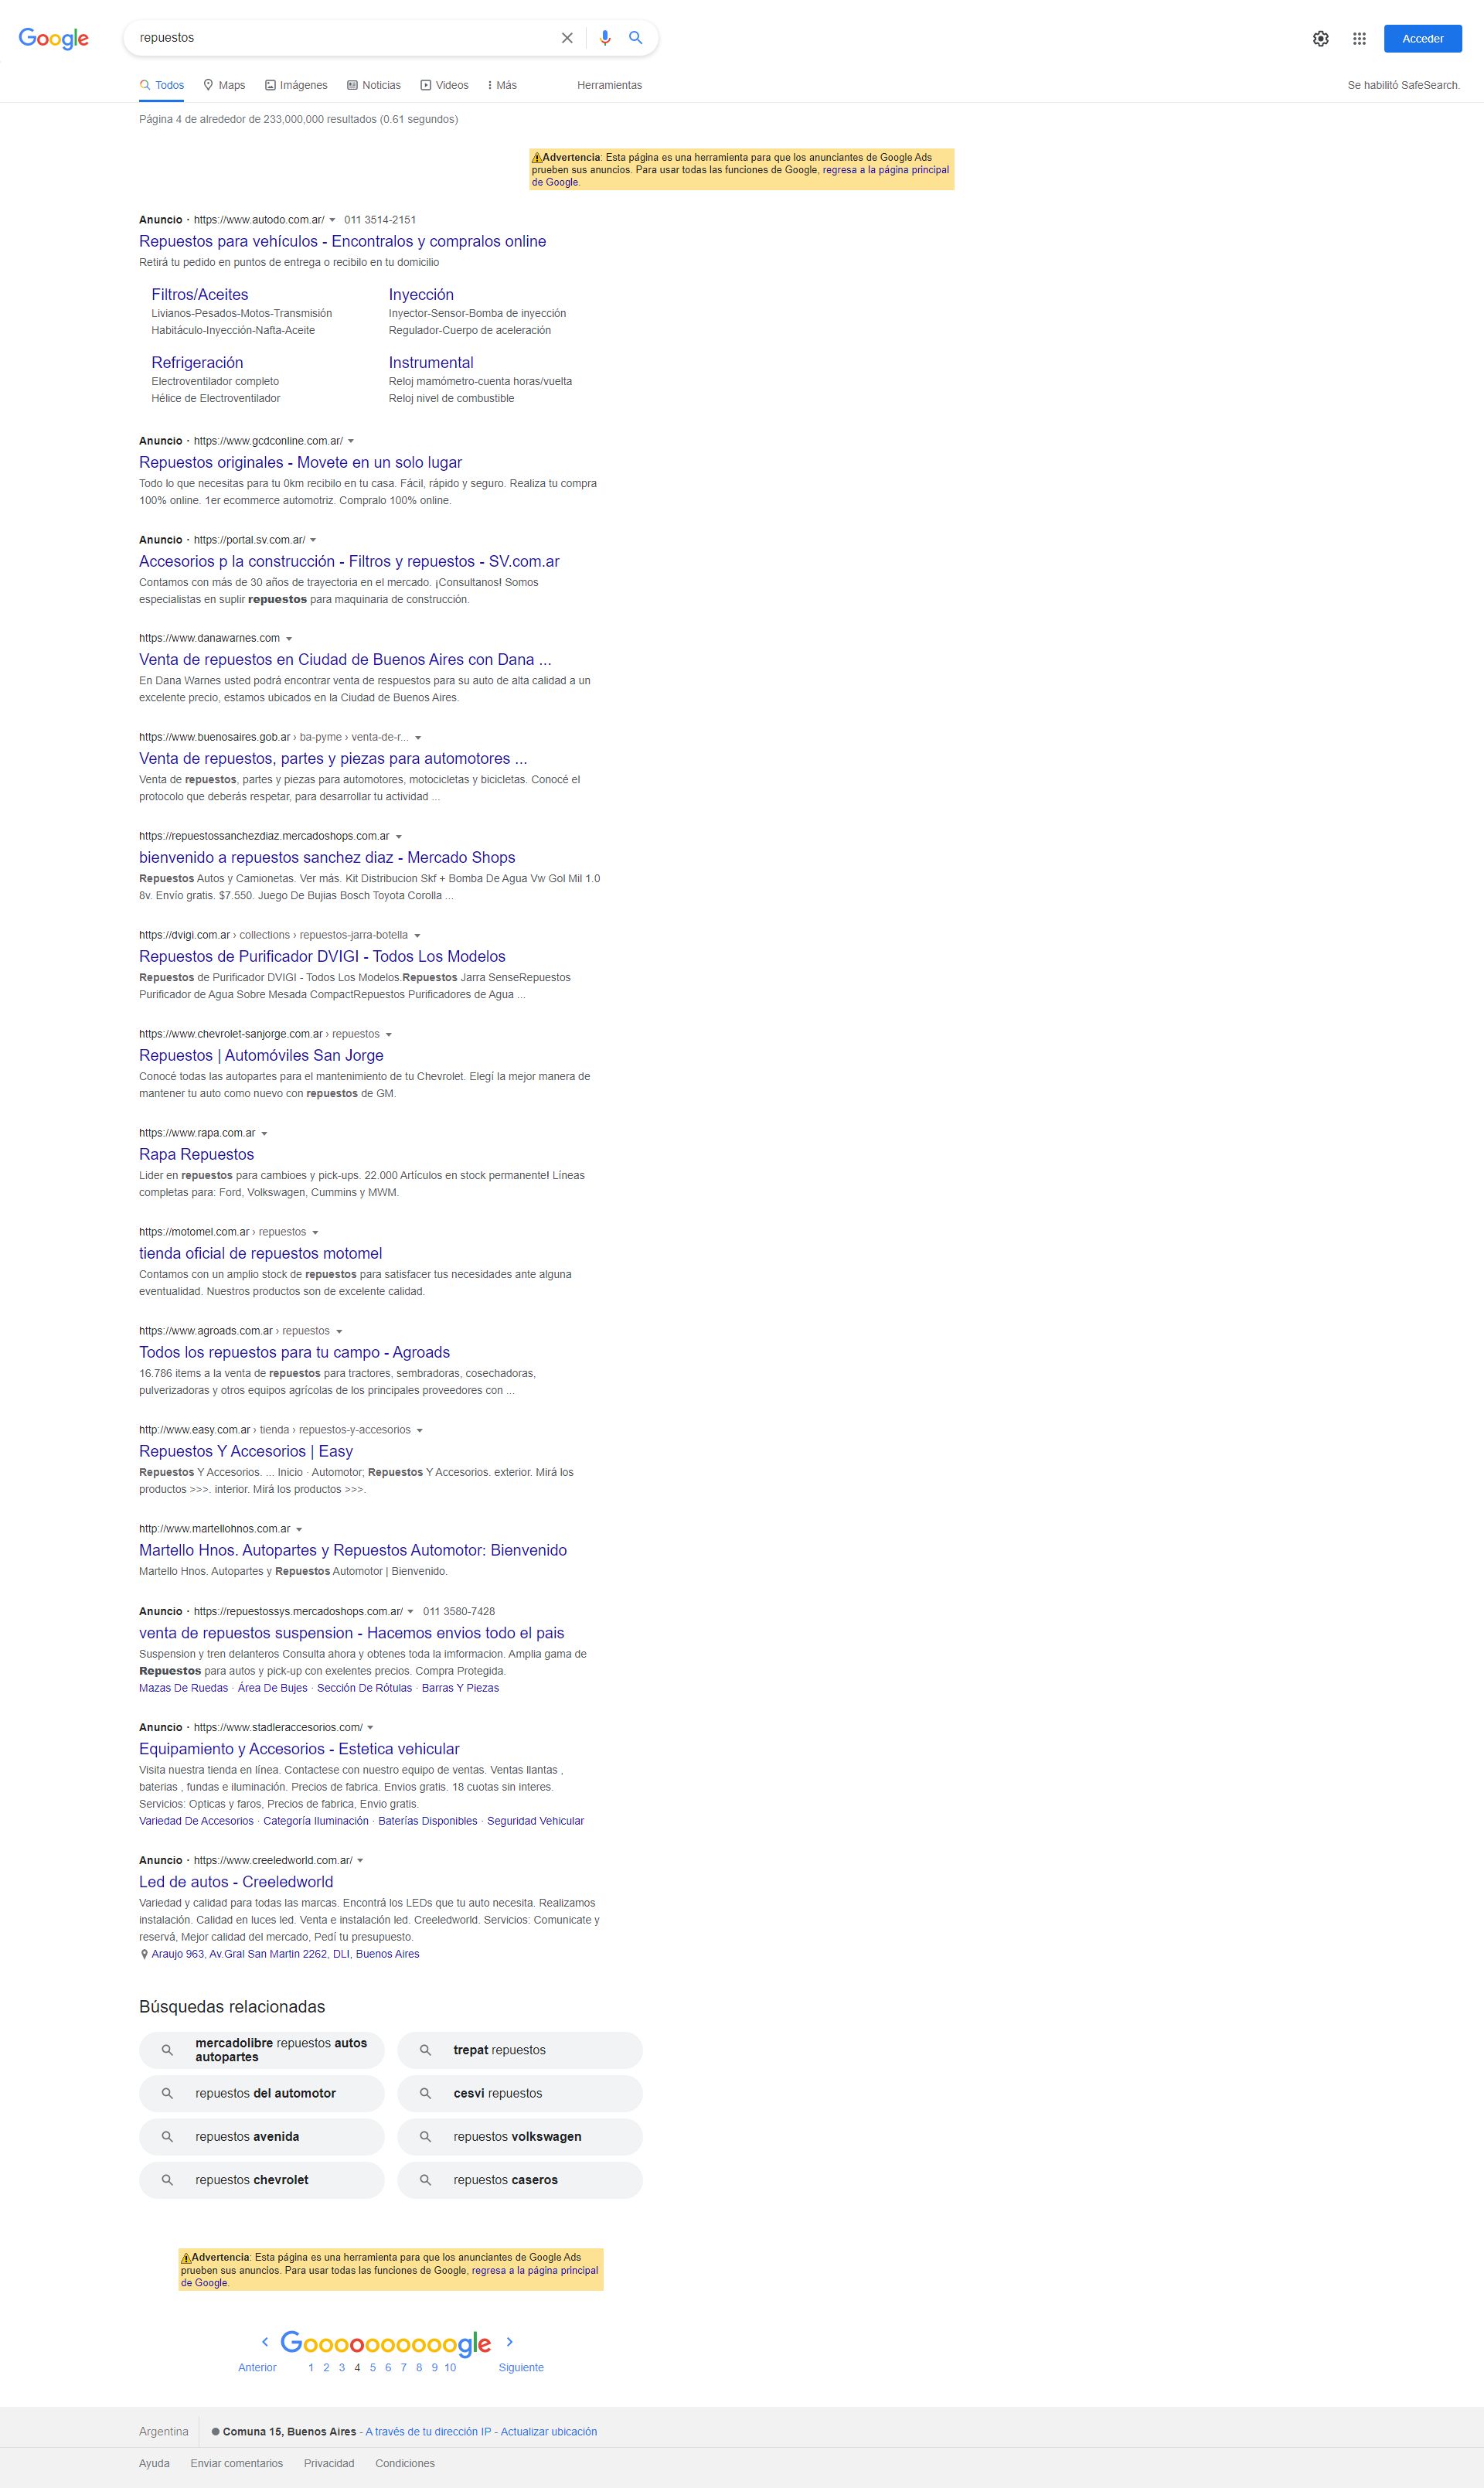 Google
repuestos
Acceder
Todos
Maps
Imágenes
Noticias
Videos
Más
Herramientas
Se habilitó SafeSearch.
Página 4 de alrededor de 233,000,000 resultados (0.61 segundos)
Advertencia: Esta página es una herramienta para que los anunciantes de Google Ads
prueben sus anuncios. Para usar todas las funciones de Google, regresa a la página principal
de Google.
Anuncio · https://www.autodo.com.ar/ 011 3514-2151
Repuestos para vehículos - Encontralos y compralos online
Retirá tu pedido en puntos de entrega o recibilo en tu domicilio
Filtros/Aceites
Livianos-Pesados-Motos-Transmisión
Habitáculo-Inyección-Nafta-Aceite
Inyección
Inyector-Sensor-Bomba de inyección
Regulador-Cuerpo de aceleración
Refrigeración
Electroventilador completo
Hélice de Electroventilador
Instrumental
Reloj mamómetro-cuenta horas/vuelta
Reloj nivel de combustible
Anuncio · https://www.gcdconline.com.ar/
Repuestos originales - Movete en un solo lugar
Todo lo que necesitas para tu 0km recibilo en tu casa. Fácil, rápido y seguro. Realiza tu compra
100% online. 1er ecommerce automotriz. Compralo 100% online.
Anuncio · https://portal.sv.com.ar/
Accesorios p la construcción - Filtros y repuestos - SV.com.ar
Contamos con más de 30 años de trayectoria en el mercado. ¡Consultanos! Somos
especialistas en suplir repuestos para maquinaria de construcción.
https://www.danawarnes.com
Venta de repuestos en Ciudad de Buenos Aires con Dana ...
En Dana Warnes usted podrá encontrar venta de respuestos para su auto de alta calidad a un
excelente precio, estamos ubicados en la Ciudad de Buenos Aires.
https://www.buenosaires.gob.ar › ba-pyme › venta-de-r...
Venta de repuestos, partes y piezas para automotores ...
Venta de repuestos, partes y piezas para automotores, motocicletas y bicicletas. Conocé el
protocolo que deberás respetar, para desarrollar tu actividad ...
https://repuestossanchezdiaz.mercadoshops.com.ar
bienvenido a repuestos sanchez diaz - Mercado Shops
Repuestos Autos y Camionetas. Ver más. Kit Distribucion Skf + Bomba De Agua Vw Gol Mil 1.0
8v. Envío gratis. $7.550. Juego De Bujias Bosch Toyota Corolla ...
https://dvigi.com.ar › collections › repuestos-jarra-botella
Repuestos de Purificador DVIGI - Todos Los Modelos
Repuestos de Purificador DVIGI - Todos Los Modelos.Repuestos Jarra SenseRepuestos
Purificador de Agua Sobre Mesada CompactRepuestos Purificadores de Agua ...
https://www.chevrolet-sanjorge.com.ar › repuestos
Repuestos | Automóviles San Jorge
Conocé todas las autopartes para el mantenimiento de tu Chevrolet. Elegí la mejor manera de
mantener tu auto como nuevo con repuestos de GM.
https://www.rapa.com.ar
Rapa Repuestos
Lider en repuestos para cambioes y pick-ups. 22.000 Artículos en stock permanente! Líneas
completas para: Ford, Volkswagen, Cummins y MWM.
https://motomel.com.ar › repuestos
tienda oficial de repuestos motomel
Contamos con un amplio stock de repuestos para satisfacer tus necesidades ante alguna
eventualidad. Nuestros productos son de excelente calidad.
https://www.agroads.com.ar › repuestos
Todos los repuestos para tu campo - Agroads
16.786 items a la venta de repuestos para tractores, sembradoras, cosechadoras,
pulverizadoras y otros equipos agrícolas de los principales proveedores con ...
http://www.easy.com.ar › tienda › repuestos-y-accesorios
Repuestos Y Accesorios | Easy
Repuestos Y Accesorios. ... Inicio · Automotor; Repuestos Y Accesorios. exterior. Mirá los
productos >>>. interior. Mirá los productos >>>.
http://www.martellohnos.com.ar
Martello Hnos. Autopartes y Repuestos Automotor: Bienvenido
Martello Hnos. Autopartes y Repuestos Automotor | Bienvenido.
Anuncio · https://repuestossys.mercadoshops.com.ar/ 011 3580-7428
venta de repuestos suspension - Hacemos envios todo el pais
Suspension y tren delanteros Consulta ahora y obtenes toda la imformacion. Amplia gama de
Repuestos para autos y pick-up con exelentes precios. Compra Protegida.
Mazas De Ruedas · Área De Bujes · Sección De Rótulas · Barras Y Piezas
Anuncio · https://www.stadleraccesorios.com/
Equipamiento y Accesorios - Estetica vehicular
Visita nuestra tienda en línea. Contactese con nuestro equipo de ventas. Ventas llantas ,
baterias , fundas e iluminación. Precios de fabrica. Envios gratis. 18 cuotas sin interes.
Servicios: Opticas y faros, Precios de fabrica, Envio gratis.
Variedad De Accesorios · Categoría Iluminación · Baterías Disponibles · Seguridad Vehicular
Anuncio · https://www.creeledworld.com.ar/
Led de autos - Creeledworld
Variedad y calidad para todas las marcas. Encontrá los LEDs que tu auto necesita. Realizamos
instalación. Calidad en luces led. Venta e instalación led. Creeledworld. Servicios: Comunicate y
reservá, Mejor calidad del mercado, Pedí tu presupuesto.
Araujo 963, Av.Gral San Martin 2262, DLI, Buenos Aires
Búsquedas relacionadas
mercadolibre repuestos autos
autopartes
trepat repuestos
repuestos del automotor
cesvi repuestos
repuestos avenida
repuestos volkswagen
repuestos chevrolet
repuestos caseros
Advertencia: Esta página es una herramienta para que los anunciantes de Google Ads
prueben sus anuncios. Para usar todas las funciones de Google, regresa a la página principal
de Google.
Goooooooooogle
Anterior 1 2 3 4 5 6 7 8 9 10 Siguiente
Argentina
Comuna 15, Buenos Aires - A través de tu dirección IP - Actualizar ubicación
Ayuda Enviar comentarios Privacidad Condiciones